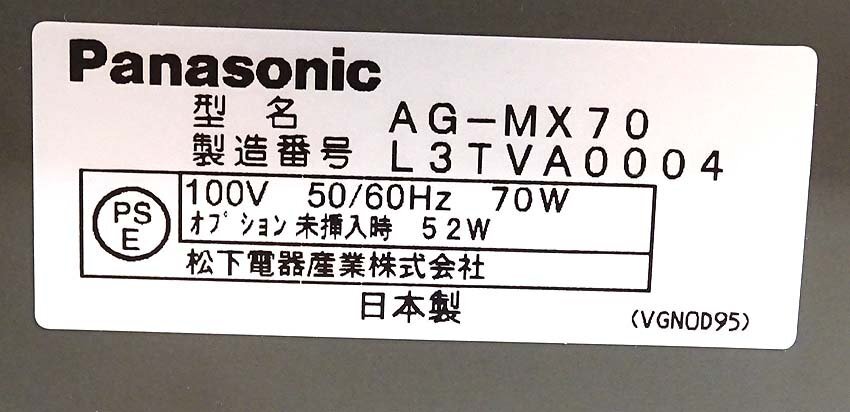 Panasonic
型名 AG-MX70
製造番号 L3TVA0004
PS
E
100V 50/60Hz 70W
オプション未挿入時 52W
松下電器産業株式会社
日本製
(VGNOD95)